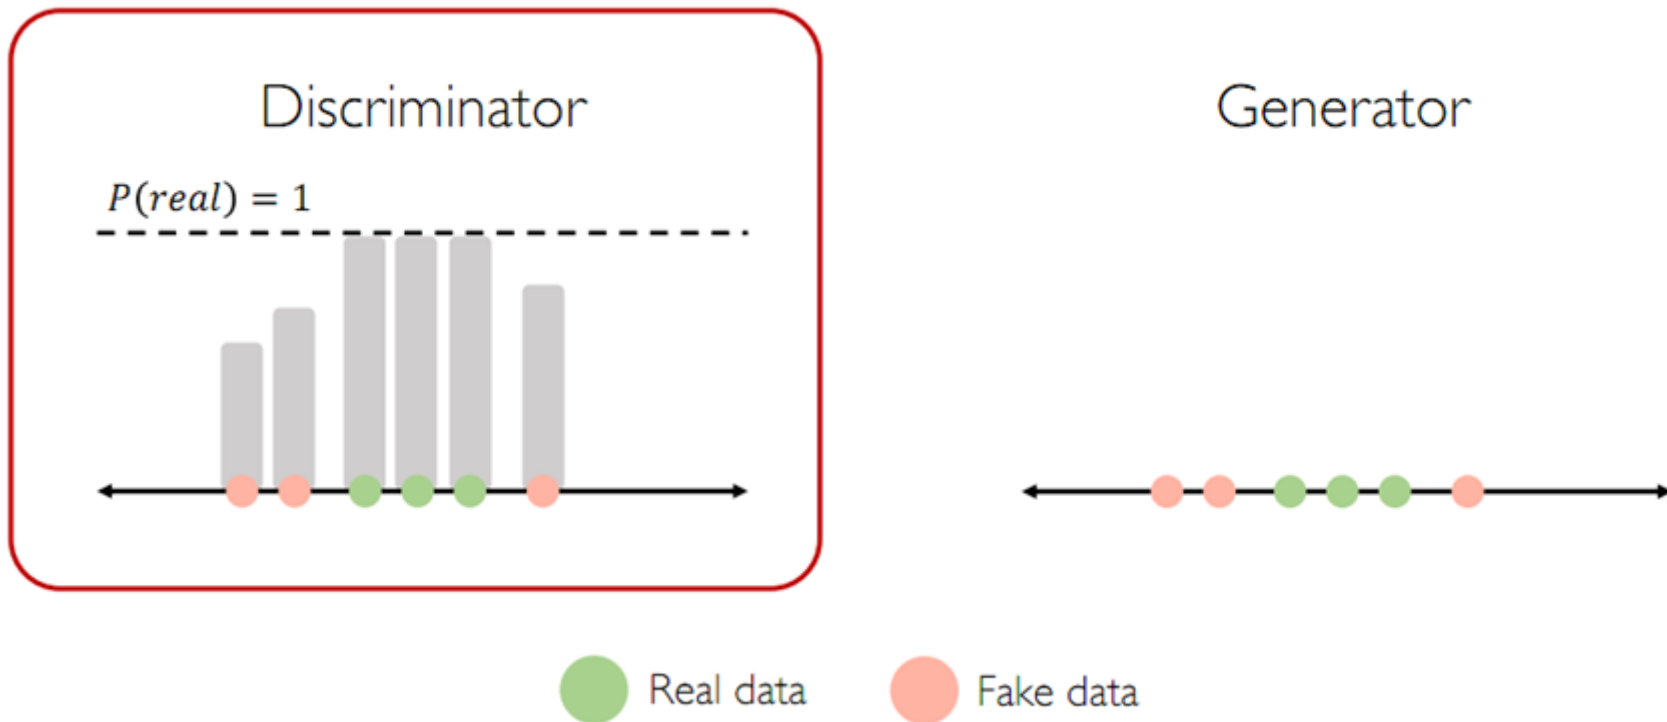 Discriminator
Generator
P(real) = 1
Real data
Fake data